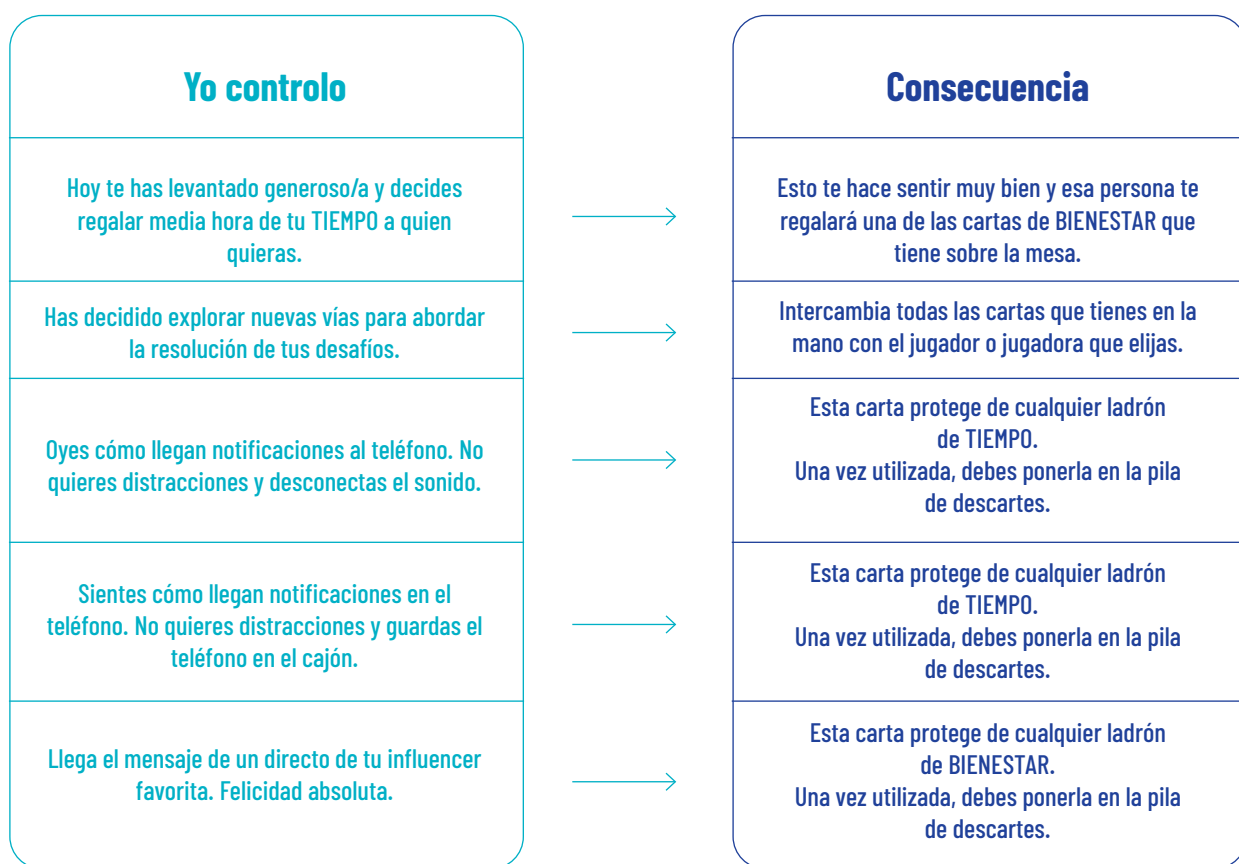 Yo controlo
Consecuencia
Hoy te has levantado generoso/a y decides
regalar media hora de tu TIEMPO a quien
quieras.
Esto te hace sentir muy bien y esa persona te
regalará una de las cartas de BIENESTAR que
tiene sobre la mesa.
Has decidido explorar nuevas vías para abordar
la resolución de tus desafíos.
Intercambia todas las cartas que tienes en la
mano con el jugador o jugadora que elijas.
Oyes cómo llegan notificaciones al teléfono. No
quieres distracciones y desconectas el sonido.
Esta carta protege de cualquier ladrón
de TIEMPO.
Una vez utilizada, debes ponerla en la pila
de descartes.
Sientes cómo llegan notificaciones en el
teléfono. No quieres distracciones y guardas el
teléfono en el cajón.
Esta carta protege de cualquier ladrón
de TIEMPO.
Una vez utilizada, debes ponerla en la pila
de descartes.
Llega el mensaje de un directo de tu influencer
favorita. Felicidad absoluta.
Esta carta protege de cualquier ladrón
de BIENESTAR.
Una vez utilizada, debes ponerla en la pila
de descartes.